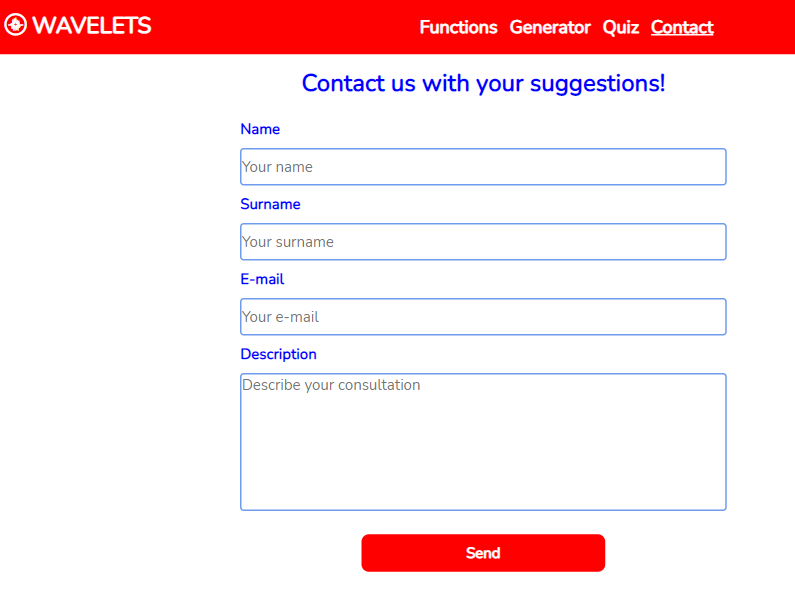 WAVELETS
Functions Generator Quiz Contact
Contact us with your suggestions!
Name
Your name
Surname
Your surname
E-mail
Your e-mail
Description
Describe your consultation
Send